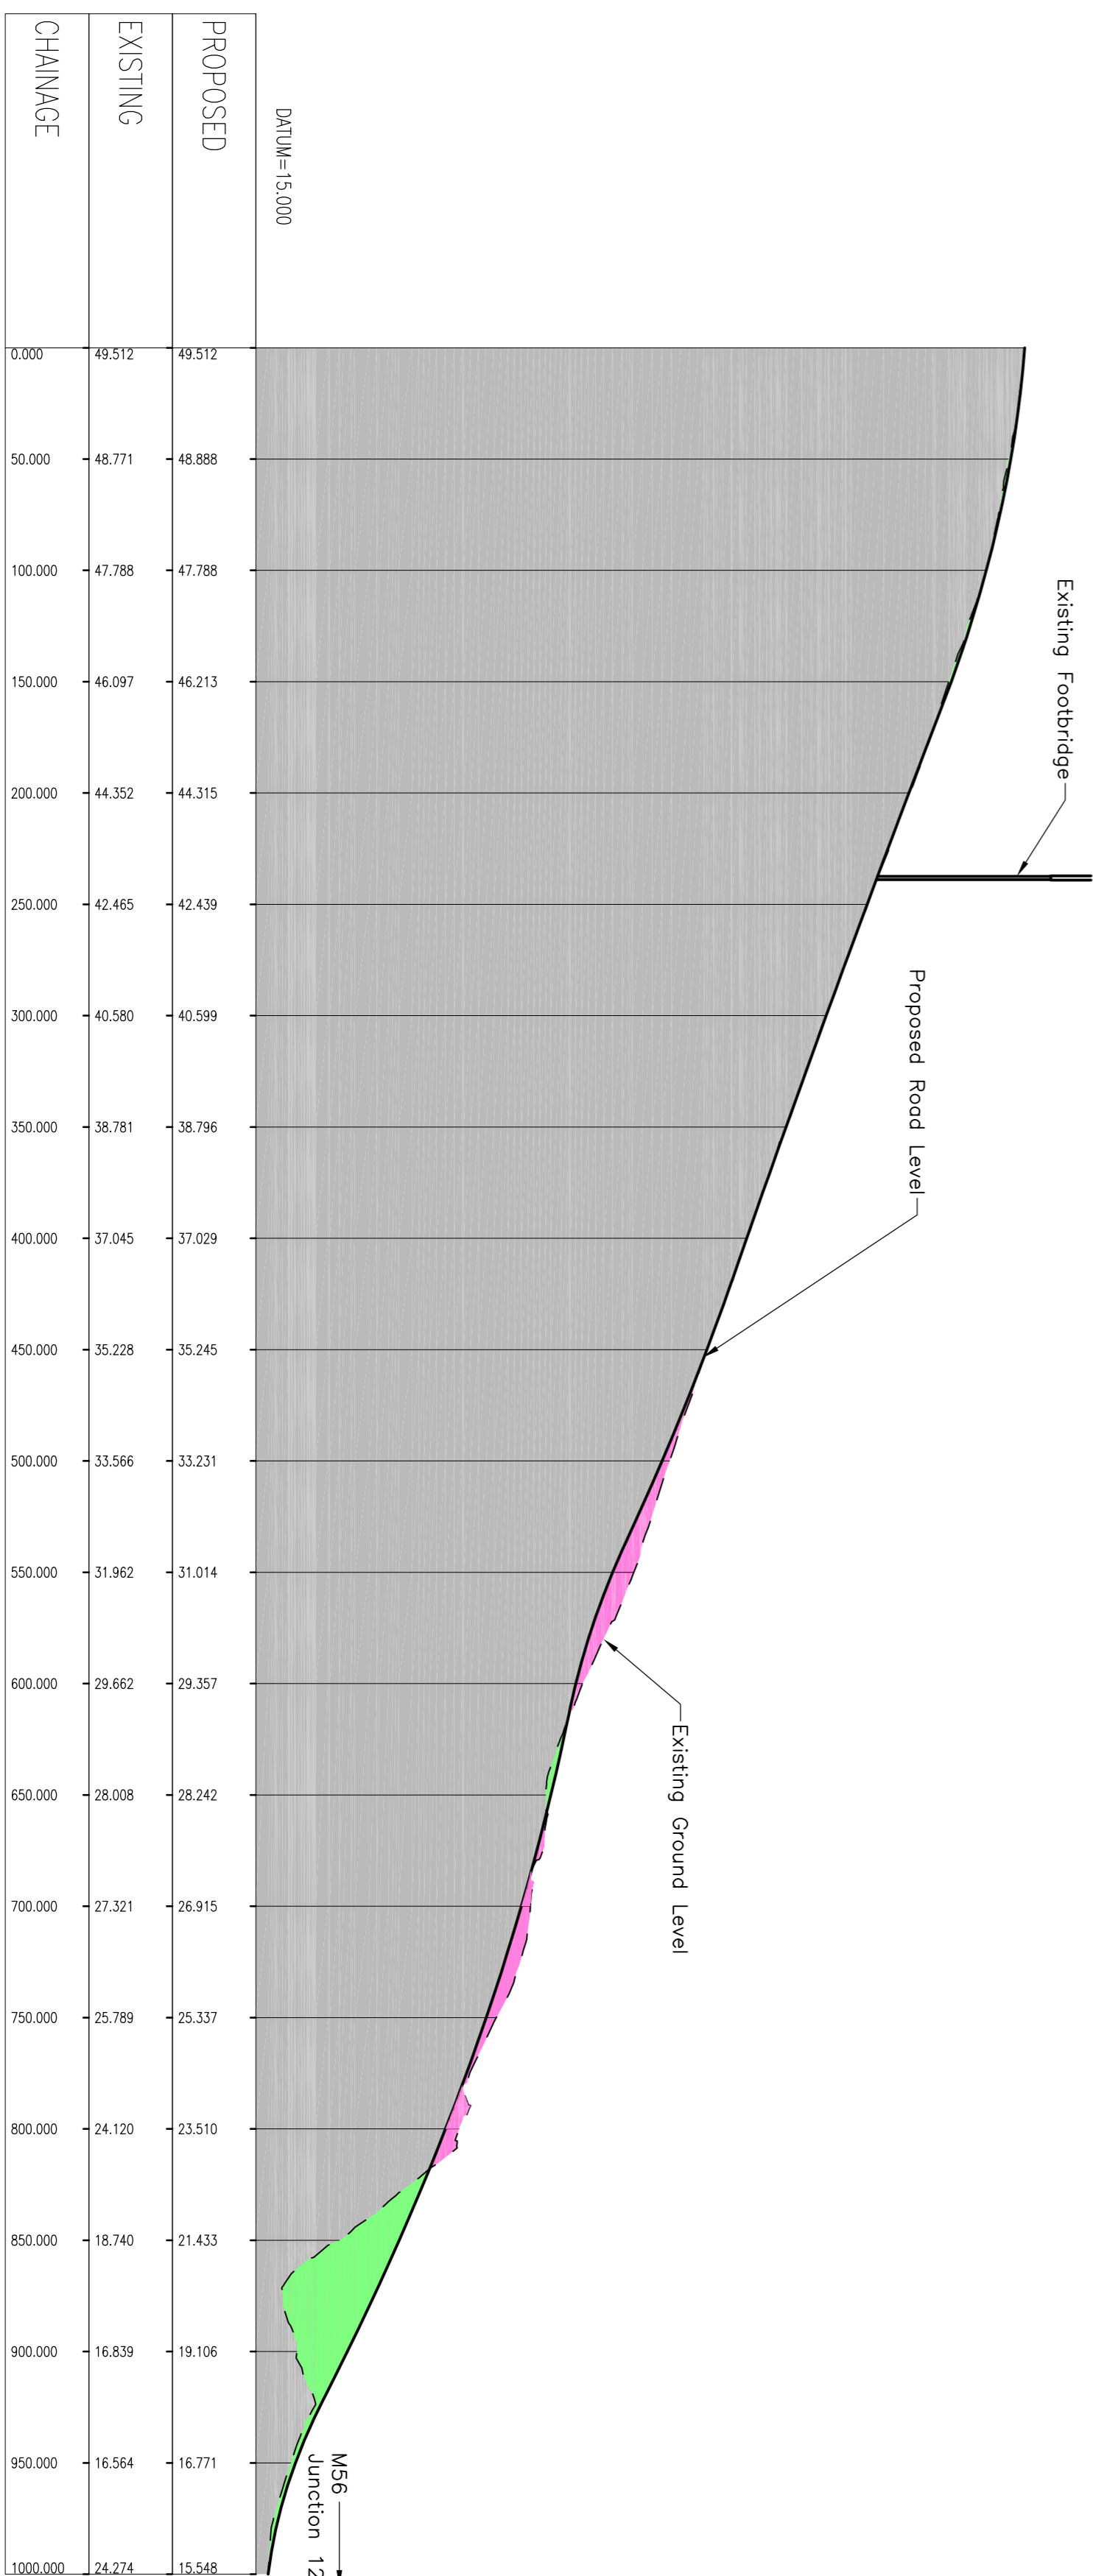 Existing Footbridge
Proposed Road Level
Existing Ground Level
M56
Junction 12
DATUM=15.000
PROPOSED 49.512 48.888 47.788 46.213 44.315 42.439 40.599 38.796 37.029 35.245 33.231 31.014 29.357 28.242 26.915 25.337 23.510 21.433 19.106 16.771 15.548
EXISTING 49.512 48.771 47.788 46.097 44.352 42.465 40.580 38.781 37.045 35.228 33.566 31.962 29.662 28.008 27.321 25.789 24.120 18.740 16.839 16.564 24.274
CHAINAGE 0.000 50.000 100.000 150.000 200.000 250.000 300.000 350.000 400.000 450.000 500.000 550.000 600.000 650.000 700.000 750.000 800.000 850.000 900.000 950.000 1000.000